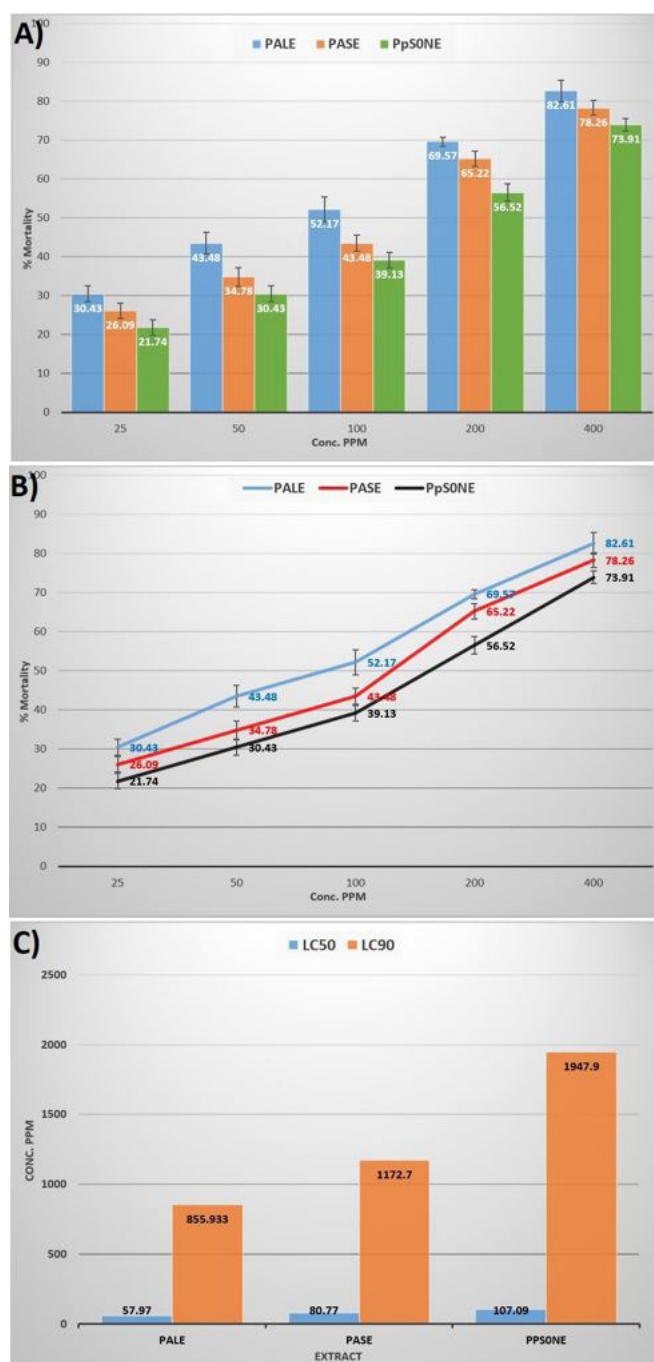 A)
PALE PASE PpS0NE
100
90
80
70
60
50
40
30
20
10
0
% Mortality
30.43 26.09 21.74
43.48 34.78 30.43
52.17 43.48 39.13
69.57 65.22 56.52
82.61 78.26 73.91
25 50 100 200 400
Conc. PPM
B)
PALE PASE PpS0NE
100
90
80
70
60
50
40
30
20
10
0
% Mortality
30.43 43.48 52.17 69.57 82.61
26.09 34.78 43.48 65.22 78.26
21.74 30.43 39.13 56.52 73.91
25 50 100 200 400
Conc. PPM
C)
LC50 LC90
2500
2000
1500
1000
500
0
CONC. PPM
57.97 855.933
80.77 1172.7
107.09 1947.9
PALE PASE PPS0NE
EXTRACT